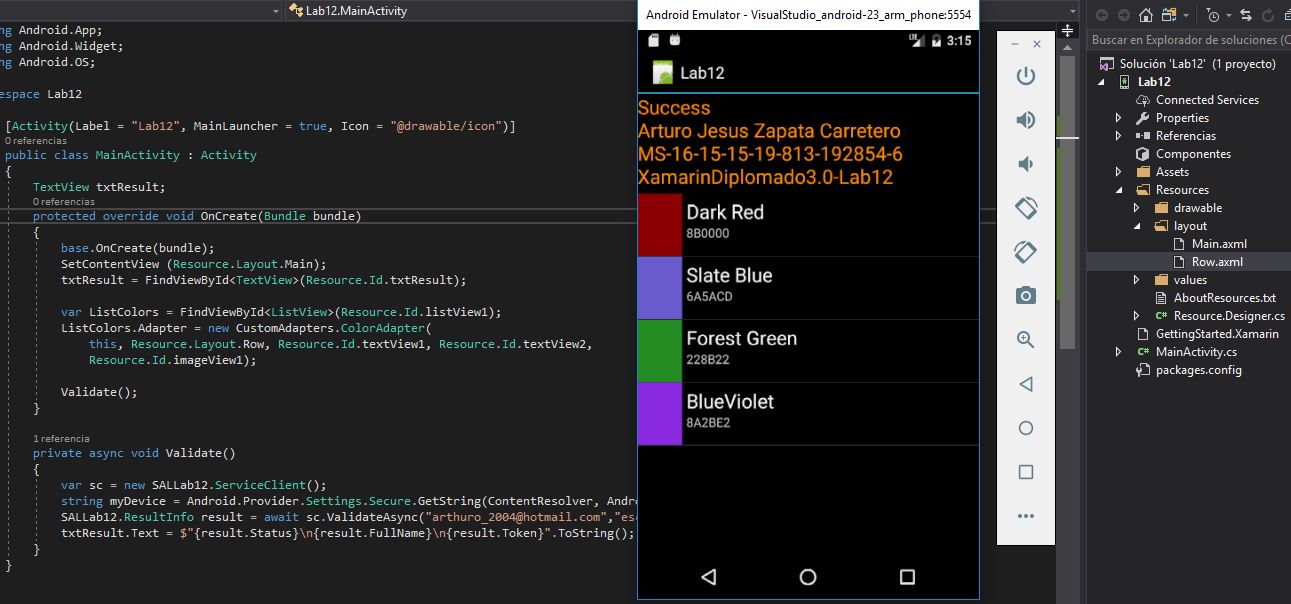 Lab12.MainActivity
ng Android.App;
ng Android.Widget;
ng Android.OS;
espace Lab12
[Activity(Label = "Lab12", MainLauncher = true, Icon = "@drawable/icon")]
0 referencias
public class MainActivity : Activity
{
TextView txtResult;
0 referencias
protected override void OnCreate(Bundle bundle)
{
base.OnCreate(bundle);
SetContentView (Resource.Layout.Main);
txtResult = FindViewById<TextView>(Resource.Id.txtResult);
var ListColors = FindViewById<ListView>(Resource.Id.listView1);
ListColors.Adapter = new CustomAdapters.ColorAdapter(
this, Resource.Layout.Row, Resource.Id.textView1, Resource.Id.textView2,
Resource.Id.imageView1);
Validate();
}
1 referencia
private async void Validate()
{
var sc = new SALLab12.ServiceClient();
string myDevice = Android.Provider.Settings.Secure.GetString(ContentResolver, Andro
SALLab12.ResultInfo result = await sc.ValidateAsync("arthuro_2004@hotmail.com","es
txtResult.Text = $"{result.Status}\n{result.FullName}\n{result.Token}".ToString();
}
}
Android Emulator - VisualStudio_android-23_arm_phone:5554
LTE 3:15
Lab12
Success
Arturo Jesus Zapata Carretero
MS-16-15-15-19-813-192854-6
XamarinDiplomado3.0-Lab12
Dark Red
8B0000
Slate Blue
6A5ACD
Forest Green
228B22
BlueViolet
8A2BE2
Buscar en Explorador de soluciones (C
Solución 'Lab12' (1 proyecto)
Lab12
Connected Services
Properties
Referencias
Componentes
Assets
Resources
drawable
layout
Main.axml
Row.axml
values
AboutResources.txt
C# Resource.Designer.cs
GettingStarted.Xamarin
C# MainActivity.cs
packages.config